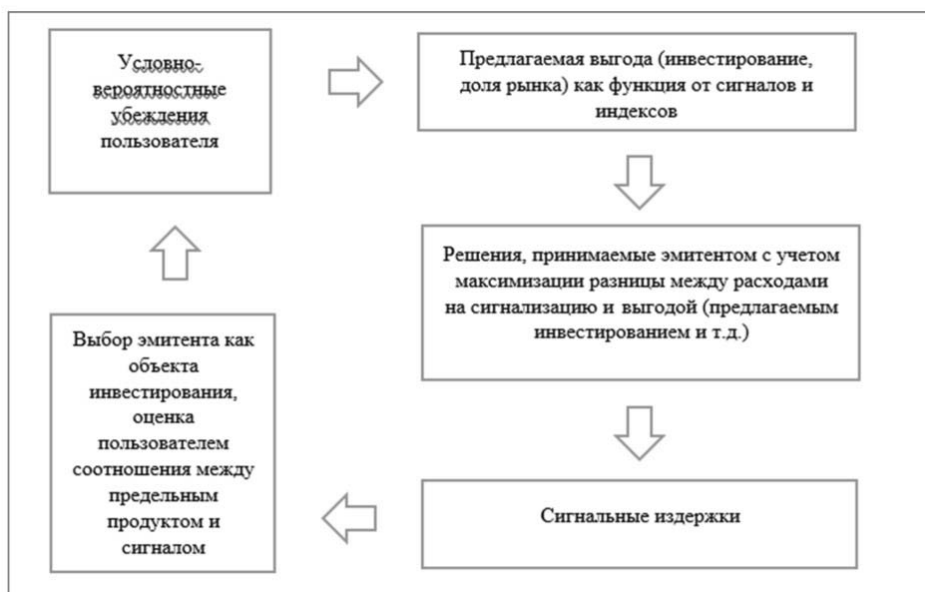 Условно-
вероятностные
убеждения
пользователя
Предлагаемая выгода (инвестирование,
доля рынка) как функция от сигналов и
индексов
Решения, принимаемые эмитентом с учетом
максимизации разницы между расходами
на сигнализацию и выгодой (предлагаемым
инвестированием и т.д.)
Сигнальные издержки
Выбор эмитента как
объекта
инвестирования,
оценка
пользователем
соотношения между
предельным
продуктом и
сигналом